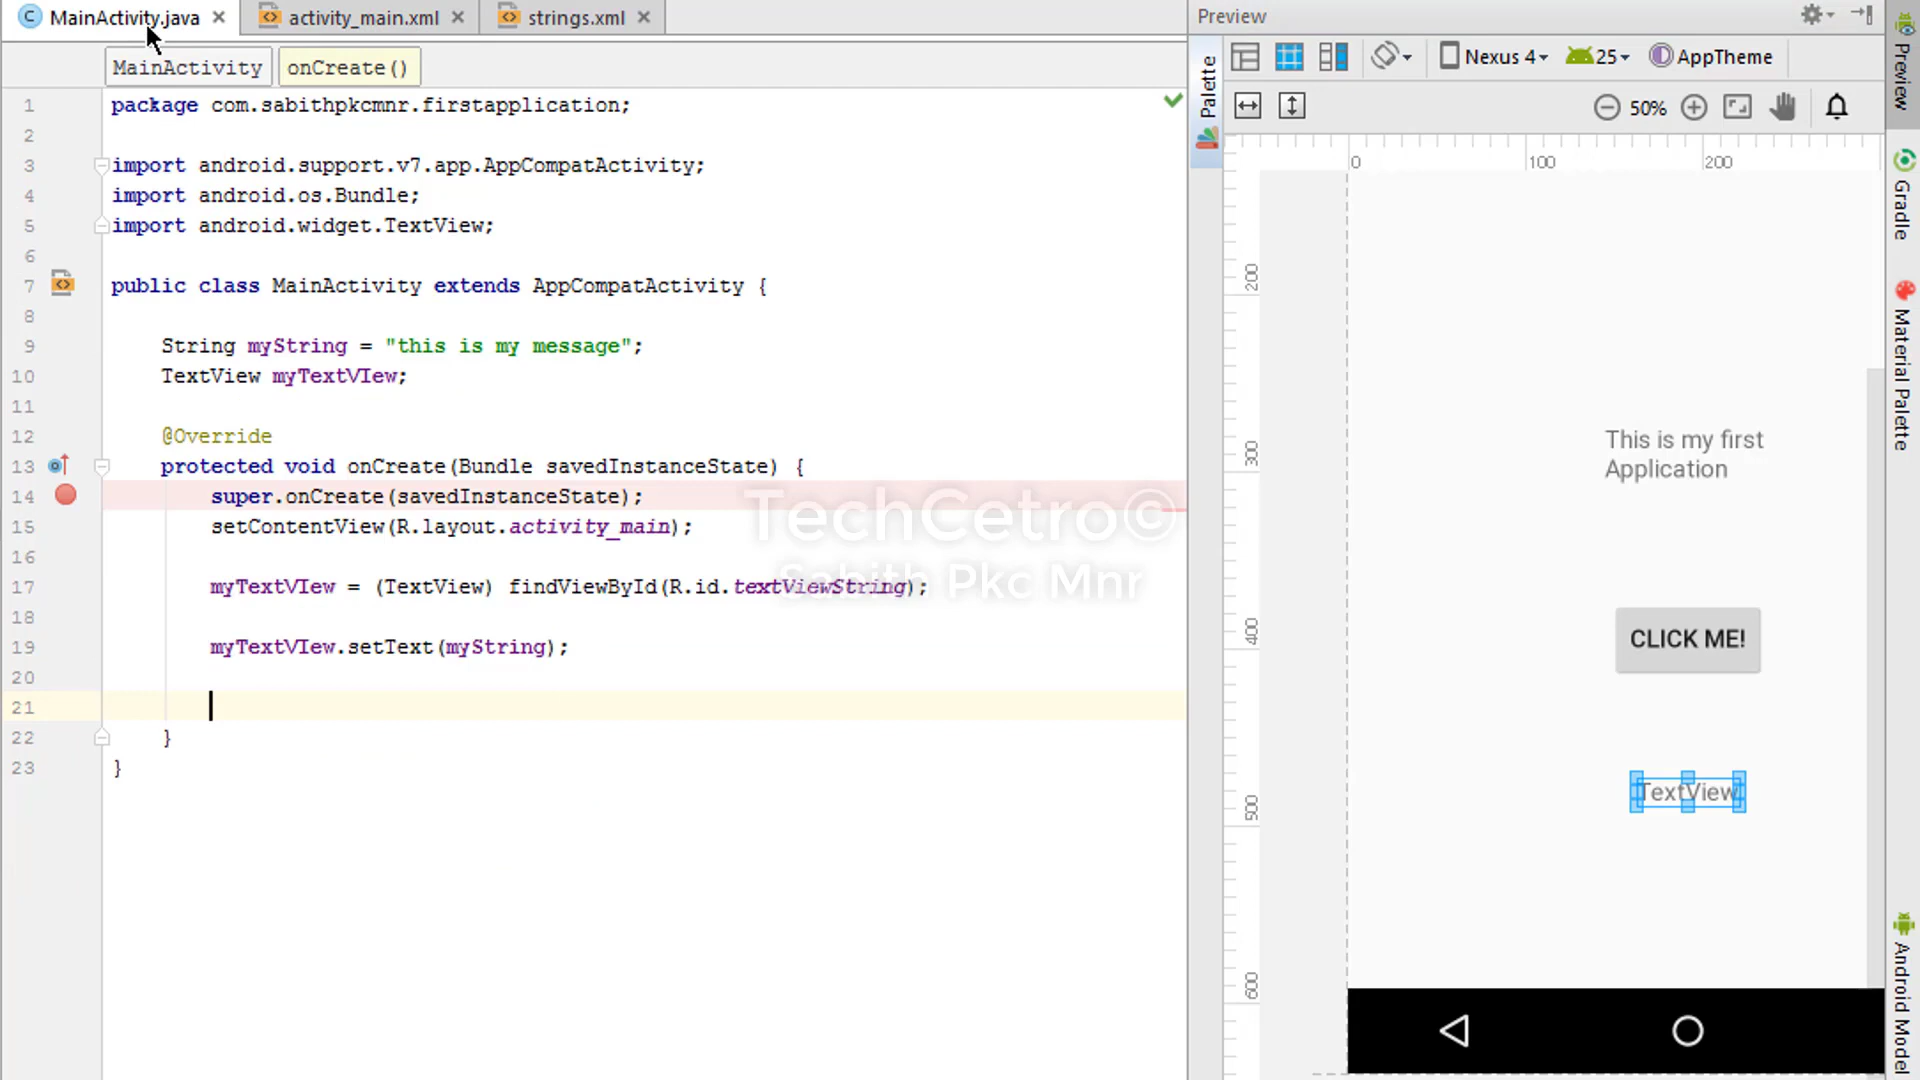 MainActivity.java
activity_main.xml
strings.xml
Preview
MainActivity
onCreate()
1 package com.sabithpkcmnr.firstapplication;
2
3 import android.support.v7.app.AppCompatActivity;
4 import android.os.Bundle;
5 import android.widget.TextView;
6
7 public class MainActivity extends AppCompatActivity {
8
9 String myString = "this is my message";
10 TextView myTextVIew;
11
12 @Override
13 protected void onCreate(Bundle savedInstanceState) {
14 super.onCreate(savedInstanceState);
15 setContentView(R.layout.activity_main);
16
17 myTextVIew = (TextView) findViewById(R.id.textViewString);
18
19 myTextVIew.setText(myString);
20
21
22 }
23 }
TechCetro©
Sabith Pkc Mnr
Palette
Nexus 4
25
AppTheme
50%
0
100
200
200
300
400
500
600
This is my first
Application
CLICK ME!
TextView
Preview
Gradle
Material Palette
Android Model